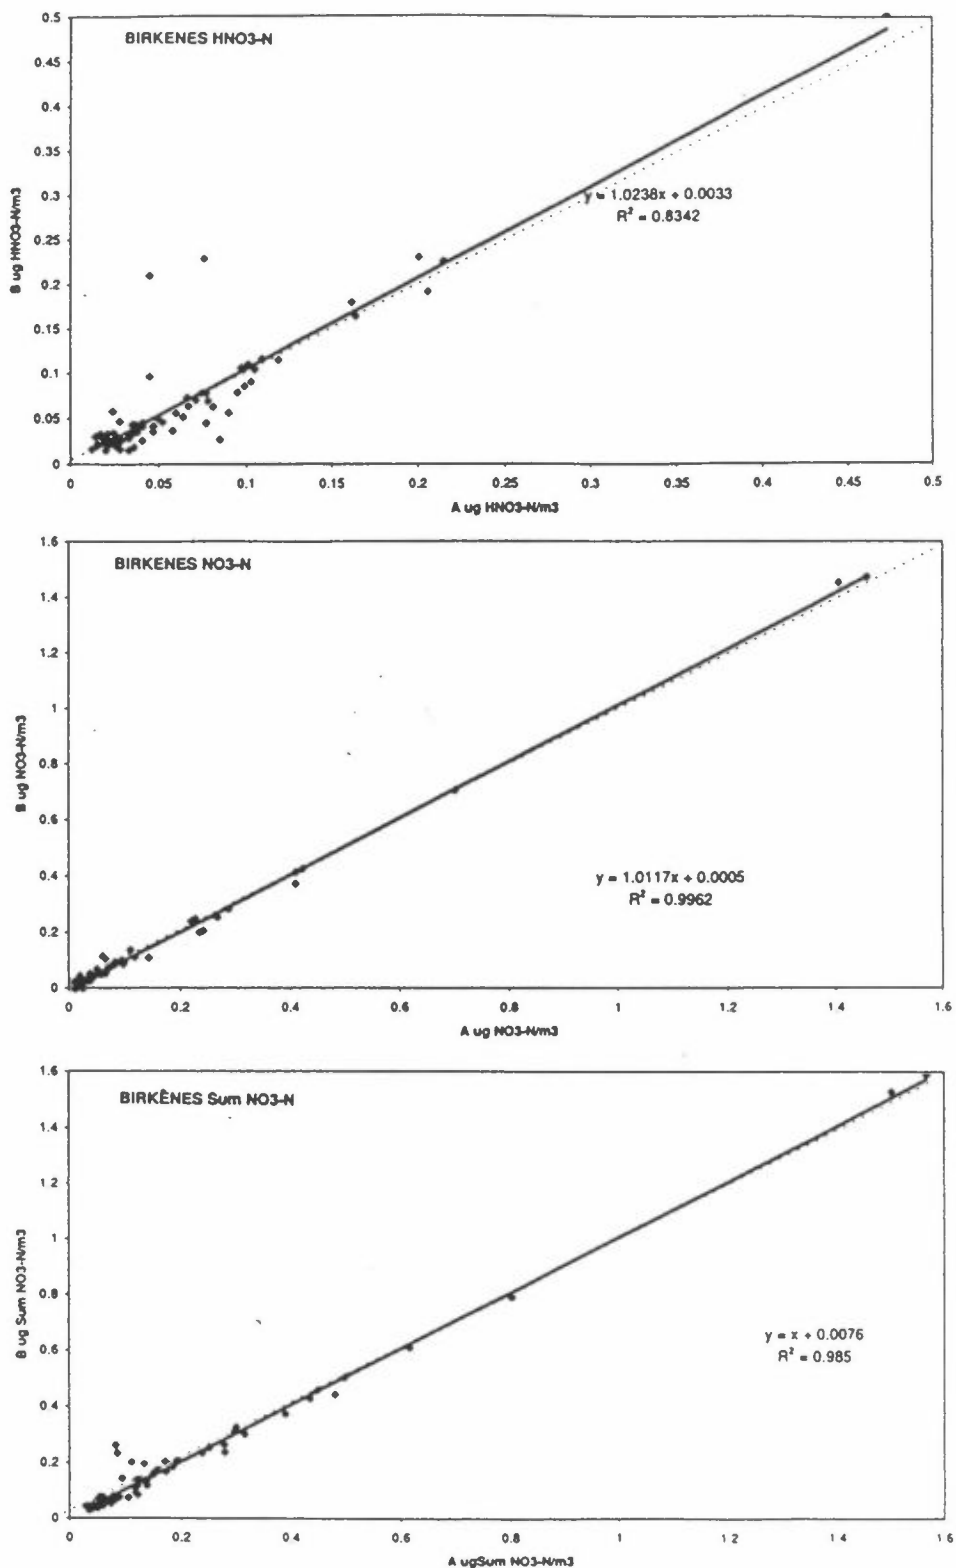 BIRKENES HNO3-N
0.5
0.45
0.4
0.35
0.3
0.25
0.2
0.15
0.1
0.05
0
B ug HNO3-N/m3
y = 1.0238x + 0.0033
R² = 0.8342
0 0.05 0.1 0.15 0.2 0.25 0.3 0.35 0.4 0.45 0.5
A ug HNO3-N/m3
BIRKENES NO3-N
1.6
1.4
1.2
1
0.8
0.6
0.4
0.2
0
B ug NO3-N/m3
y = 1.0117x + 0.0005
R² = 0.9962
0 0.2 0.4 0.6 0.8 1 1.2 1.4 1.6
A ug NO3-N/m3
BIRKENES Sum NO3-N
1.6
1.4
1.2
1
0.8
0.6
0.4
0.2
0
B ug Sum NO3-N/m3
y = x + 0.0076
R² = 0.985
0 0.2 0.4 0.6 0.8 1 1.2 1.4 1.6
A ugSum NO3-N/m3